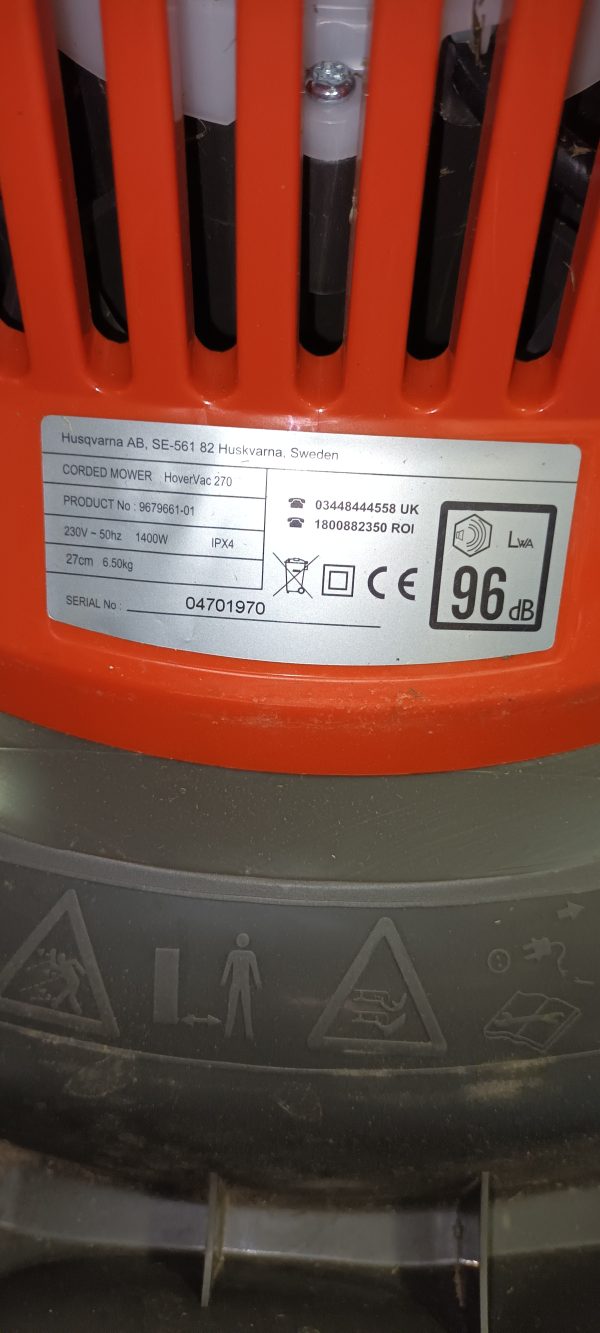 Husqvarna AB, SE-561 82 Huskvarna, Sweden
CORDED MOWER HoverVac 270
PRODUCT No : 9679661-01
230V ~ 50hz 1400W IPX4
27cm 6.50kg
SERIAL No : 04701970
03448444558 UK
1800882350 ROI
CE
LWA
96 dB